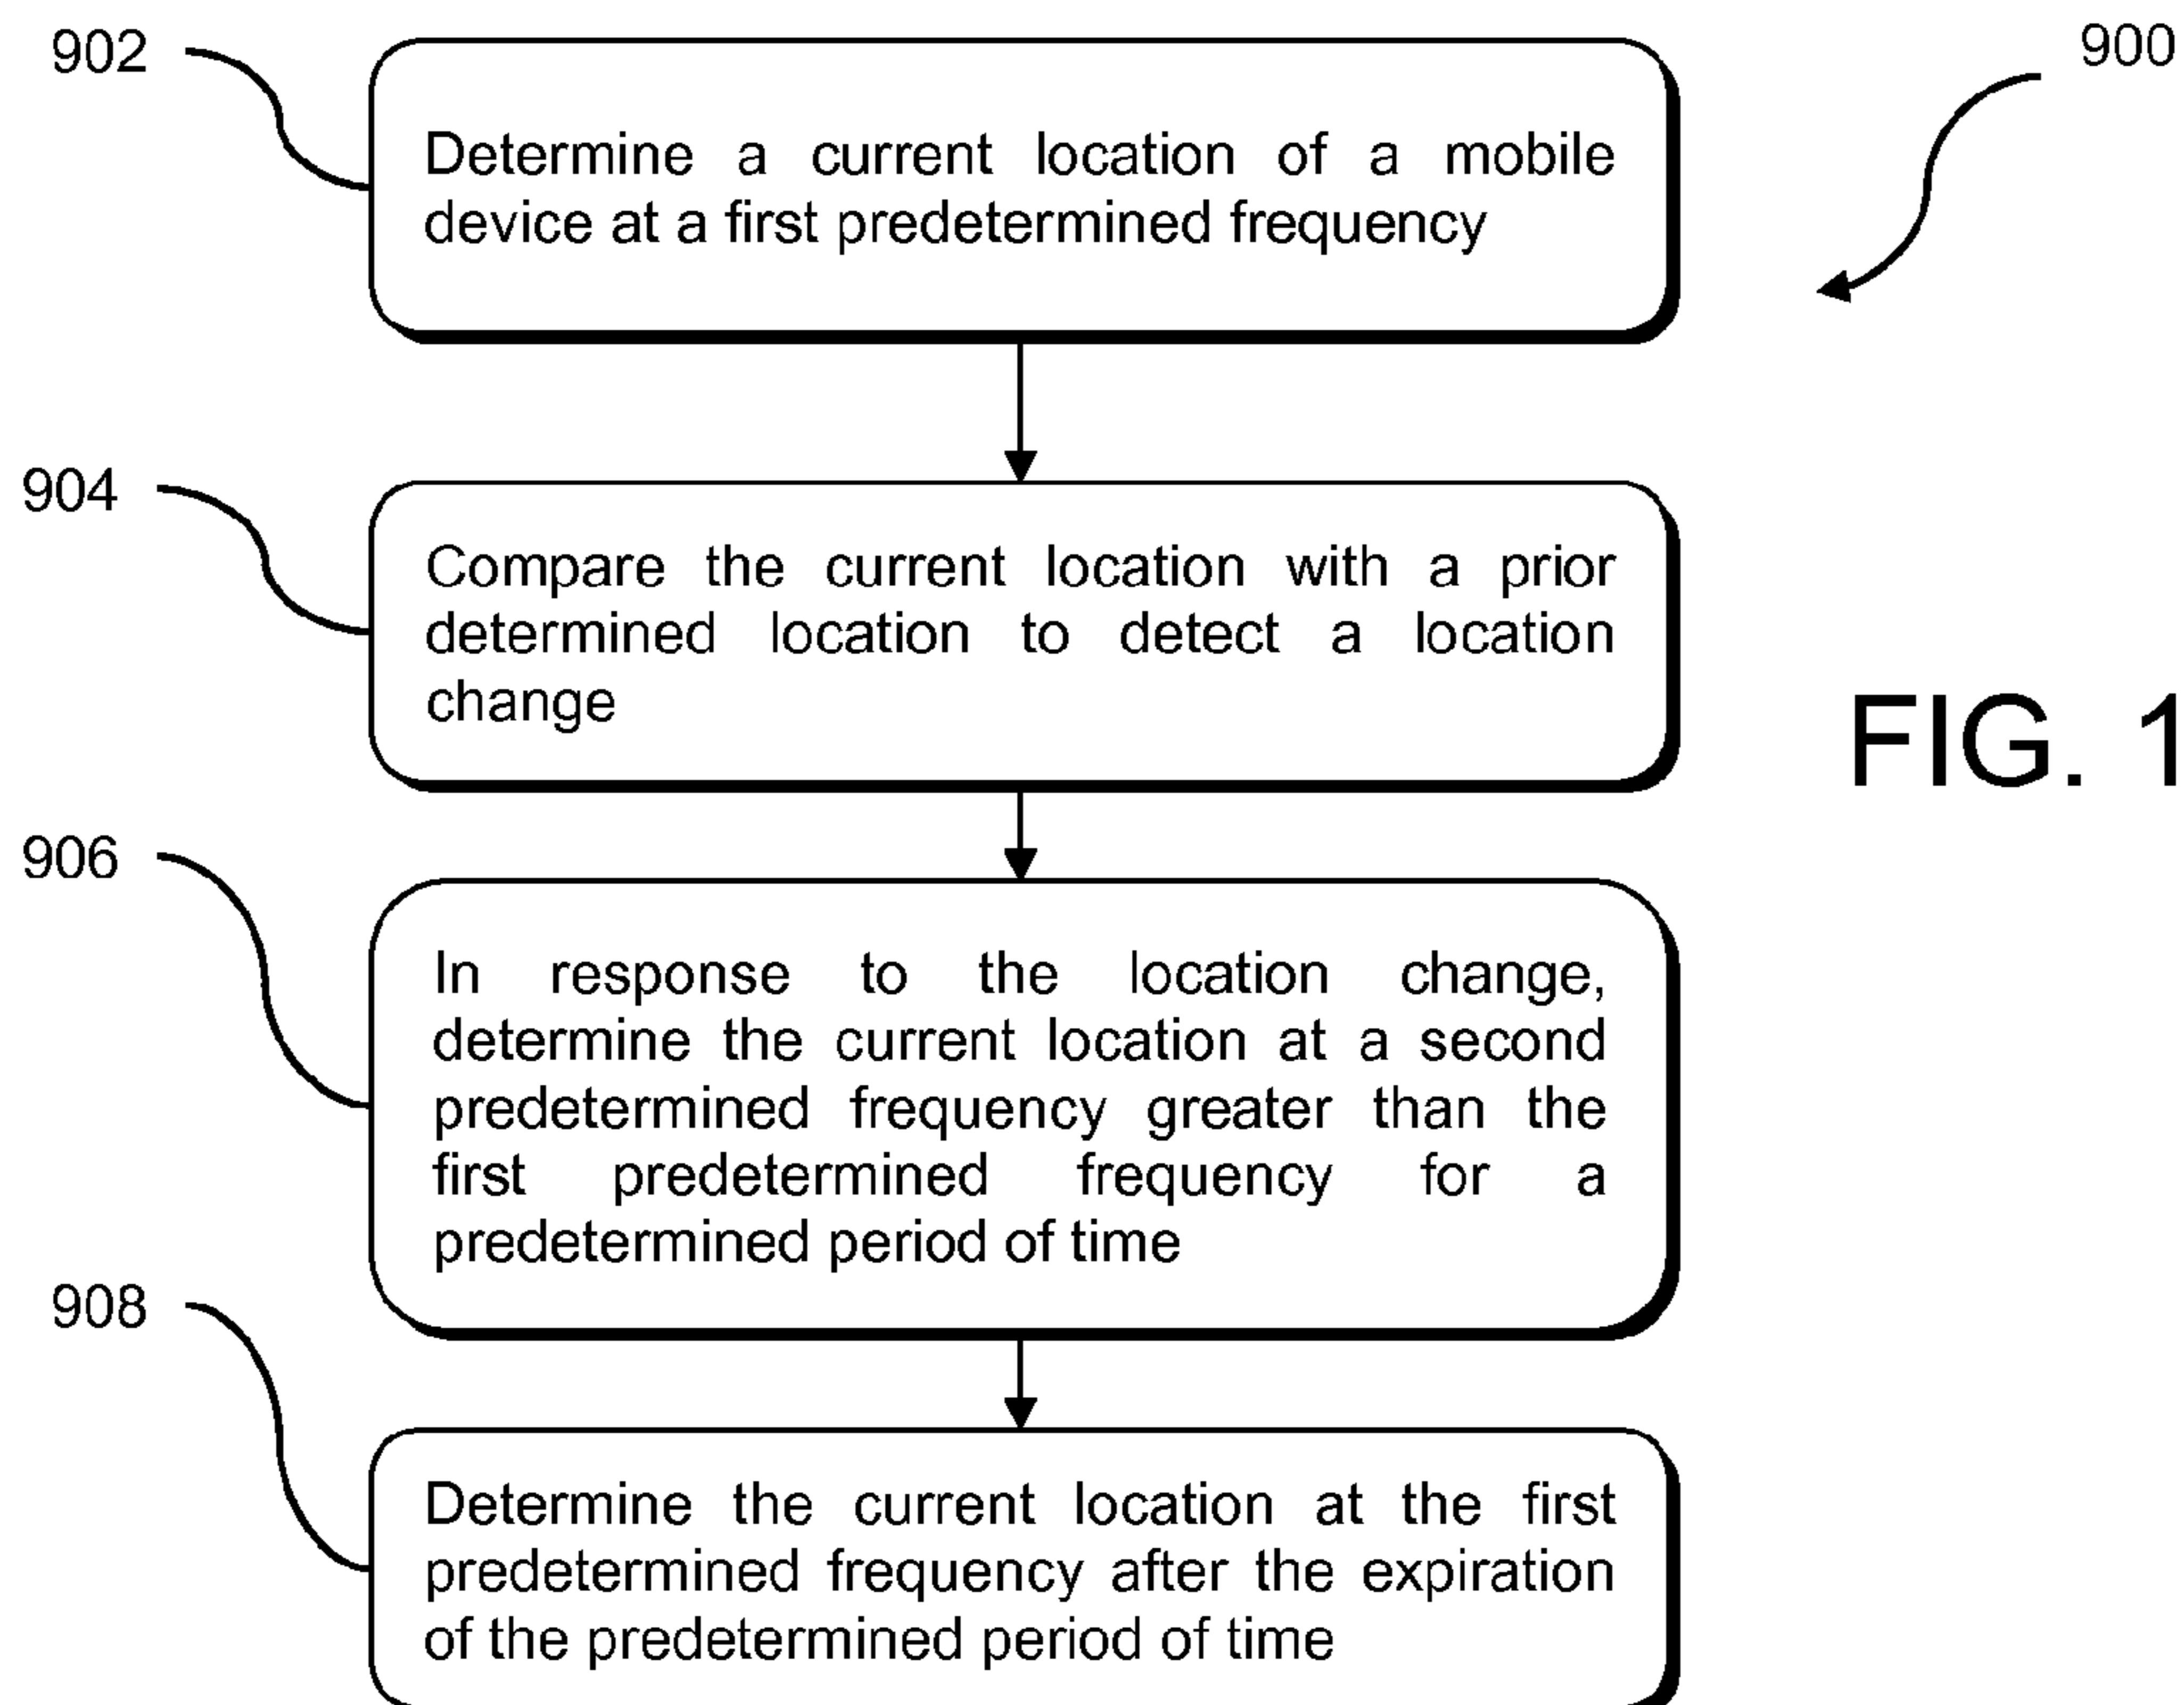 902
900
Determine a current location of a mobile
device at a first predetermined frequency
904
Compare the current location with a prior
determined location to detect a location
change
FIG. 1
906
In response to the location change,
determine the current location at a second
predetermined frequency greater than the
first predetermined frequency for a
predetermined period of time
908
Determine the current location at the first
predetermined frequency after the expiration
of the predetermined period of time